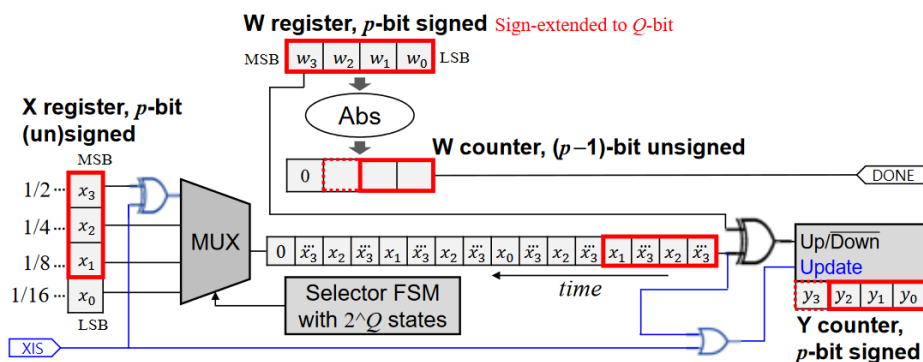 W register, p-bit signed Sign-extended to Q-bit
MSB w₃ w₂ w₁ w₀ LSB
Abs
X register, p-bit
(un)signed
W counter, (p−1)-bit unsigned
MSB
0
DONE
1/2 ··· x₃
1/4 ··· x₂
1/8 ··· x₁
1/16 ··· x₀
LSB
MUX
0 x⃛₃ x₂ x⃛₃ x₁ x⃛₃ x₂ x⃛₃ x₀ x⃛₃ x₂ x⃛₃ x₁ x⃛₃ x₂ x⃛₃
time
Up/D̅o̅w̅n̅
Update
y₃ y₂ y₁ y₀
Selector FSM
with 2^Q states
Y counter,
p-bit signed
XIS